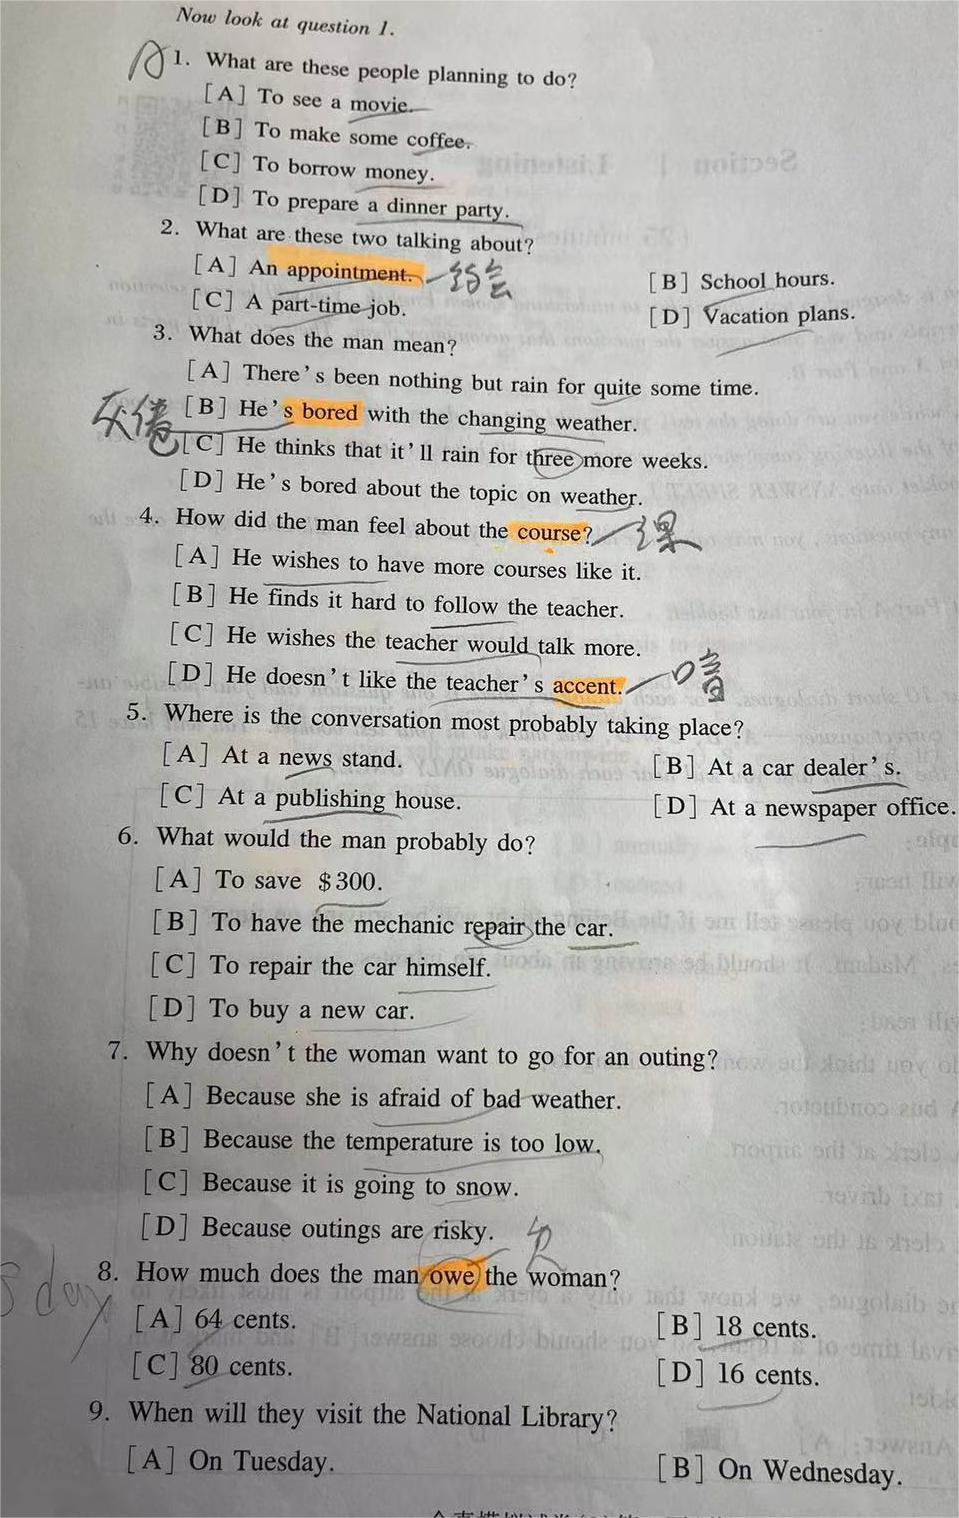 Now look at question 1.
1. What are these people planning to do?
[A] To see a movie.
[B] To make some coffee.
[C] To borrow money.
[D] To prepare a dinner party.
2. What are these two talking about?
[A] An appointment. [B] School hours.
[C] A part-time job. [D] Vacation plans.
3. What does the man mean?
[A] There's been nothing but rain for quite some time.
[B] He's bored with the changing weather.
[C] He thinks that it'll rain for three more weeks.
[D] He's bored about the topic on weather.
4. How did the man feel about the course?
[A] He wishes to have more courses like it.
[B] He finds it hard to follow the teacher.
[C] He wishes the teacher would talk more.
[D] He doesn't like the teacher's accent. 口音
5. Where is the conversation most probably taking place?
[A] At a news stand. [B] At a car dealer's.
[C] At a publishing house. [D] At a newspaper office.
6. What would the man probably do?
[A] To save $300.
[B] To have the mechanic repair the car.
[C] To repair the car himself.
[D] To buy a new car.
7. Why doesn't the woman want to go for an outing?
[A] Because she is afraid of bad weather.
[B] Because the temperature is too low.
[C] Because it is going to snow.
[D] Because outings are risky.
欠
8. How much does the man owe the woman?
day
[A] 64 cents. [B] 18 cents.
[C] 80 cents. [D] 16 cents.
9. When will they visit the National Library?
[A] On Tuesday. [B] On Wednesday.